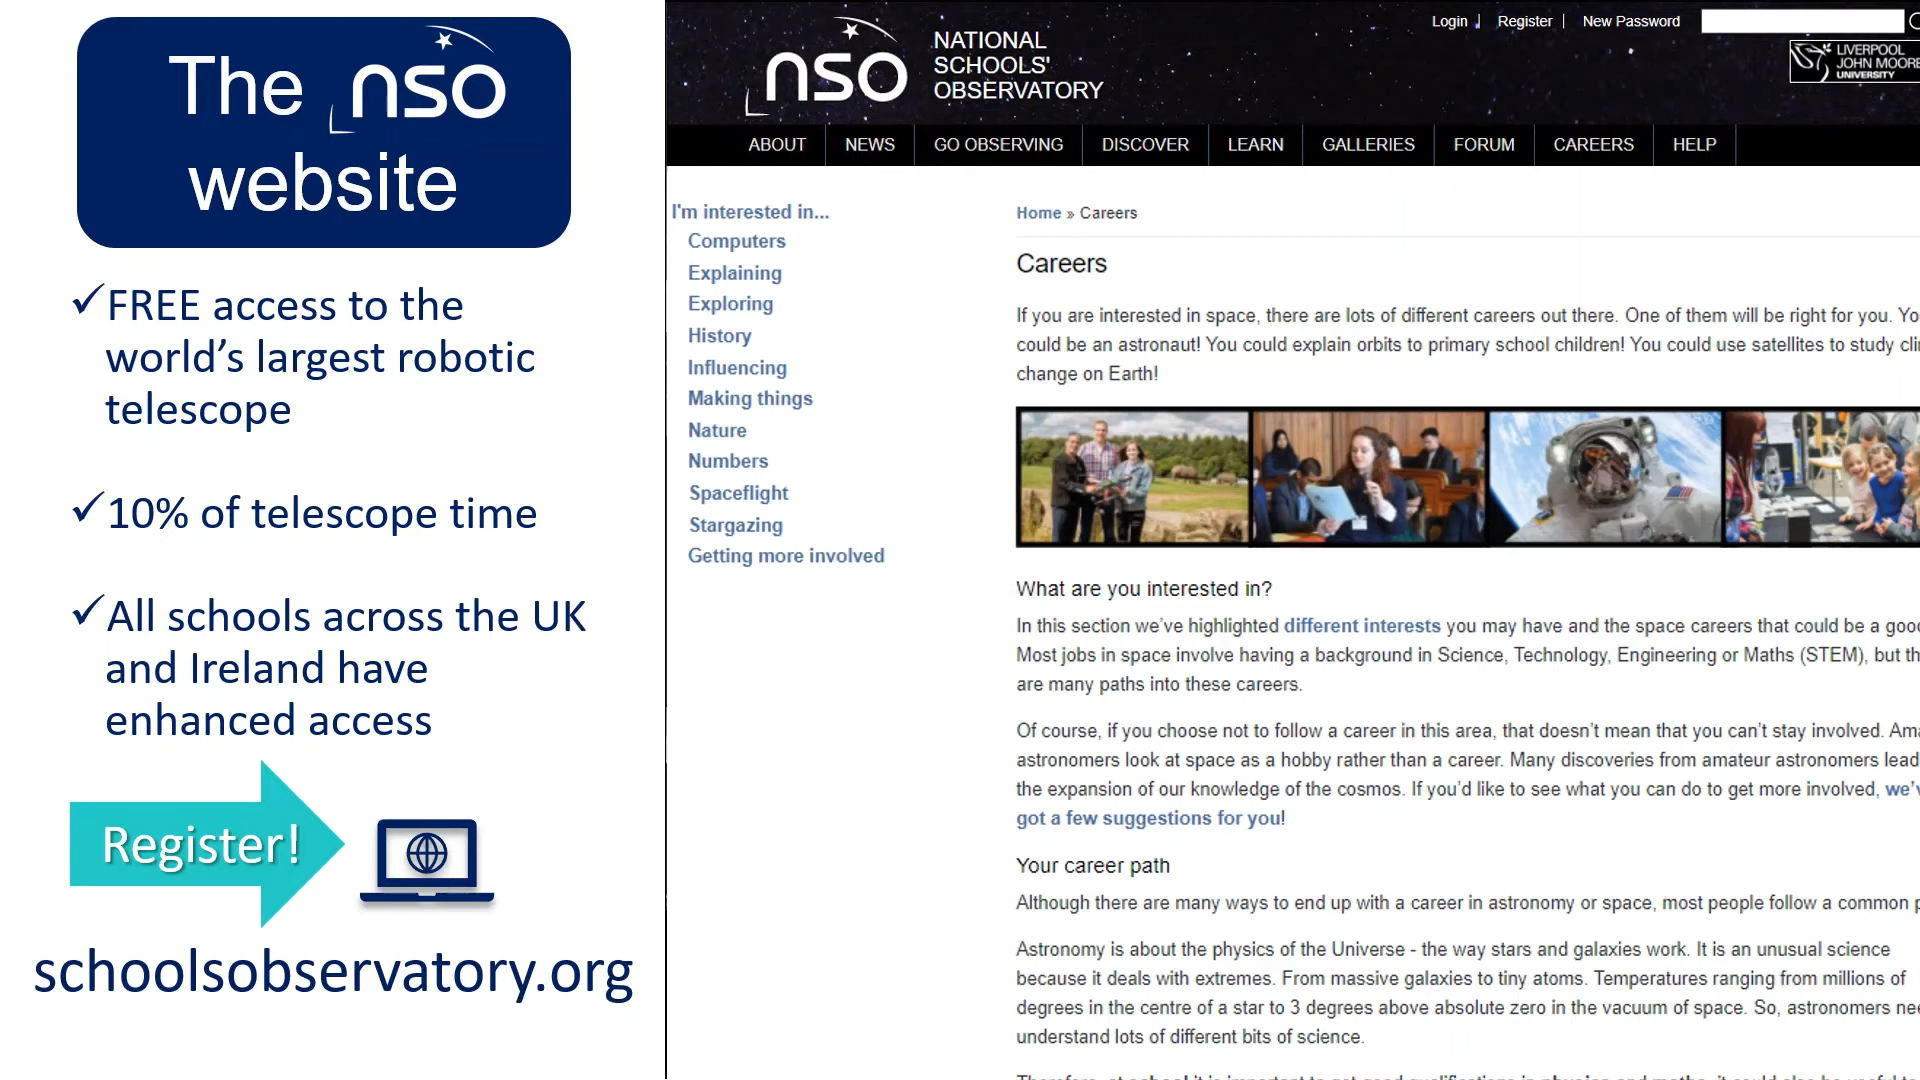 The nso
website
✓FREE access to the
world’s largest robotic
telescope
✓10% of telescope time
✓All schools across the UK
and Ireland have
enhanced access
Register!
schoolsobservatory.org
nso NATIONAL
SCHOOLS'
OBSERVATORY
Login | Register | New Password
LIVERPOOL
JOHN MOORE
UNIVERSITY
ABOUT NEWS GO OBSERVING DISCOVER LEARN GALLERIES FORUM CAREERS HELP
I'm interested in...
Computers
Explaining
Exploring
History
Influencing
Making things
Nature
Numbers
Spaceflight
Stargazing
Getting more involved
Home » Careers
Careers
If you are interested in space, there are lots of different careers out there. One of them will be right for you. Yo
could be an astronaut! You could explain orbits to primary school children! You could use satellites to study cli
change on Earth!
What are you interested in?
In this section we’ve highlighted different interests you may have and the space careers that could be a good
Most jobs in space involve having a background in Science, Technology, Engineering or Maths (STEM), but th
are many paths into these careers.
Of course, if you choose not to follow a career in this area, that doesn’t mean that you can’t stay involved. Ama
astronomers look at space as a hobby rather than a career. Many discoveries from amateur astronomers lead
the expansion of our knowledge of the cosmos. If you’d like to see what you can do to get more involved, we’v
got a few suggestions for you!
Your career path
Although there are many ways to end up with a career in astronomy or space, most people follow a common p
Astronomy is about the physics of the Universe - the way stars and galaxies work. It is an unusual science
because it deals with extremes. From massive galaxies to tiny atoms. Temperatures ranging from millions of
degrees in the centre of a star to 3 degrees above absolute zero in the vacuum of space. So, astronomers nee
understand lots of different bits of science.